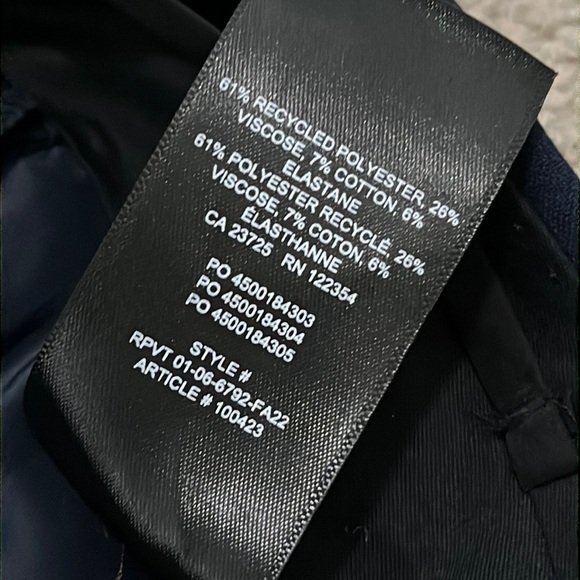 61% RECYCLED POLYESTER, 26%
VISCOSE, 7% COTTON, 6%
ELASTANE
61% POLYESTER RECYCLÉ, 26%
VISCOSE, 7% COTON, 6%
ÉLASTHANNE
CA 23725 RN 122354
PO 4500184303
PO 4500184304
PO 4500184305
STYLE #
RPVT 01-06-6792-FA22
ARTICLE # 100423